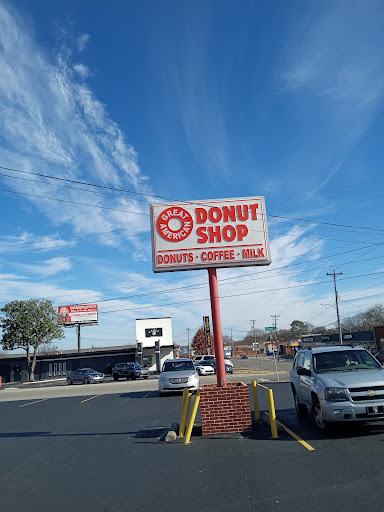 GREAT
AMERICAN
DONUT
SHOP
DONUTS - COFFEE - MILK